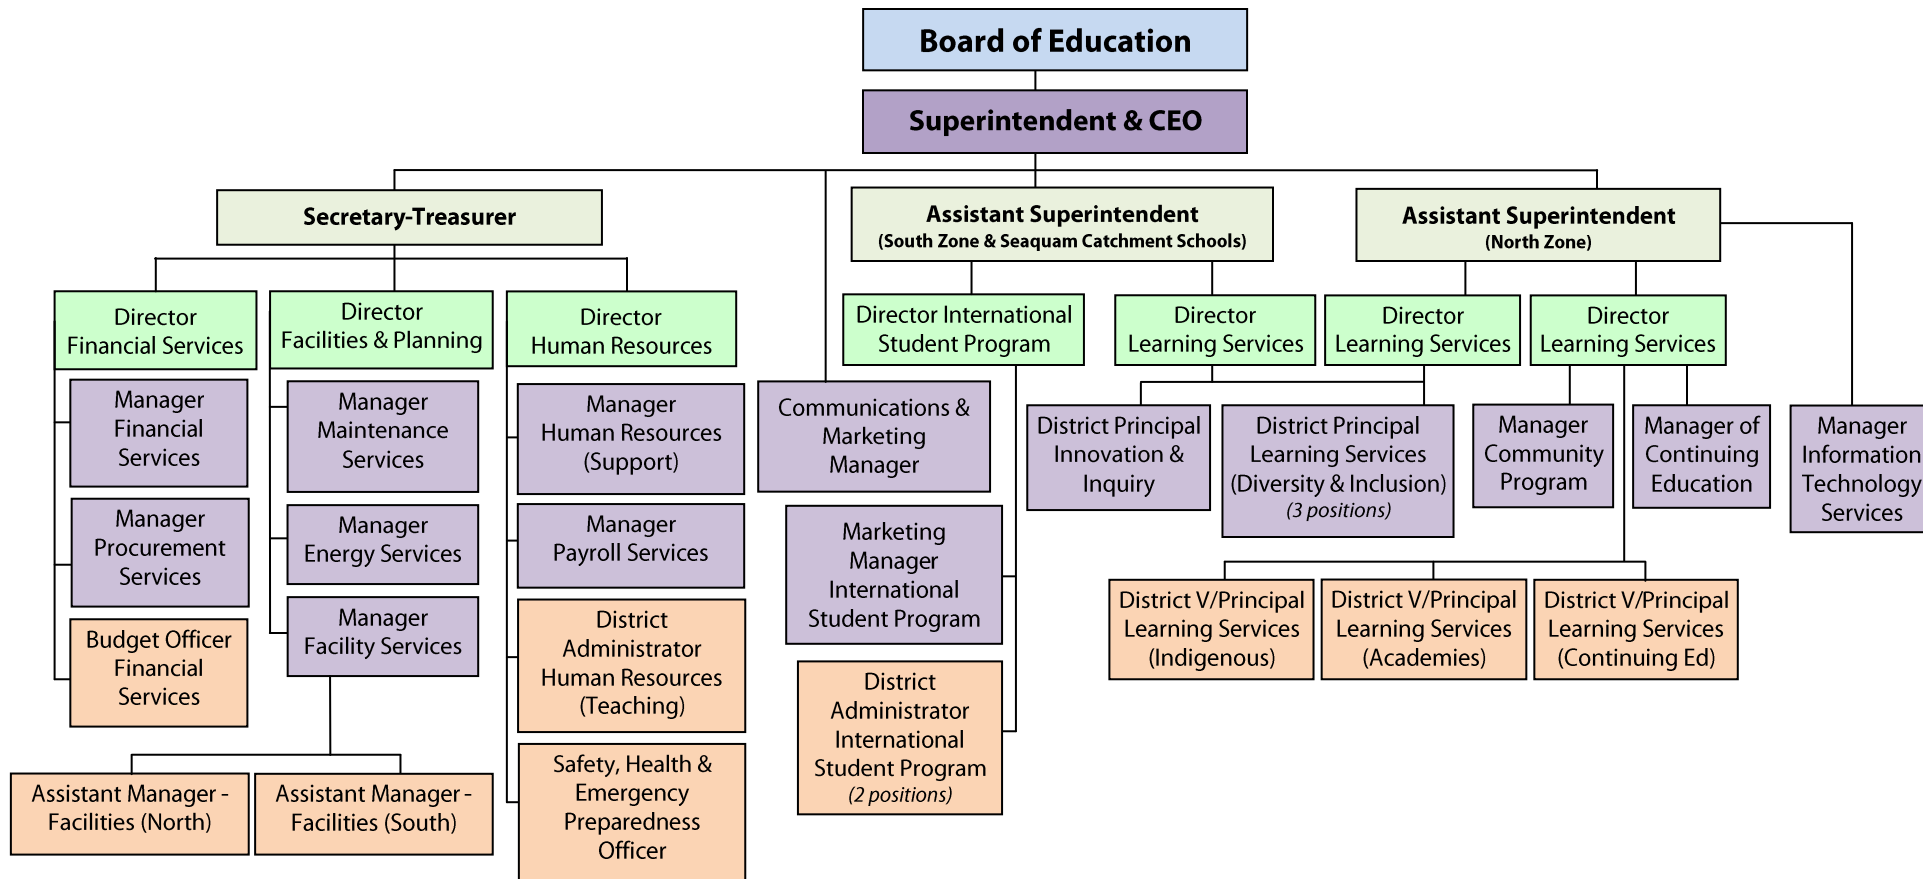 Board of Education
Superintendent & CEO
Secretary-Treasurer
Assistant Superintendent
(South Zone & Seaquam Catchment Schools)
Assistant Superintendent
(North Zone)
Director
Financial Services
Director
Facilities & Planning
Director
Human Resources
Director International
Student Program
Director
Learning Services
Director
Learning Services
Director
Learning Services
Manager
Financial
Services
Manager
Procurement
Services
Budget Officer
Financial
Services
Manager
Maintenance
Services
Manager
Energy Services
Manager
Facility Services
Assistant Manager -
Facilities (North)
Assistant Manager -
Facilities (South)
Manager
Human Resources
(Support)
Manager
Payroll Services
District
Administrator
Human Resources
(Teaching)
Safety, Health &
Emergency
Preparedness
Officer
Communications &
Marketing
Manager
Marketing
Manager
International
Student Program
District
Administrator
International
Student Program
(2 positions)
District Principal
Innovation &
Inquiry
District Principal
Learning Services
(Diversity & Inclusion)
(3 positions)
Manager
Community
Program
Manager of
Continuing
Education
Manager
Information
Technology
Services
District V/Principal
Learning Services
(Indigenous)
District V/Principal
Learning Services
(Academies)
District V/Principal
Learning Services
(Continuing Ed)